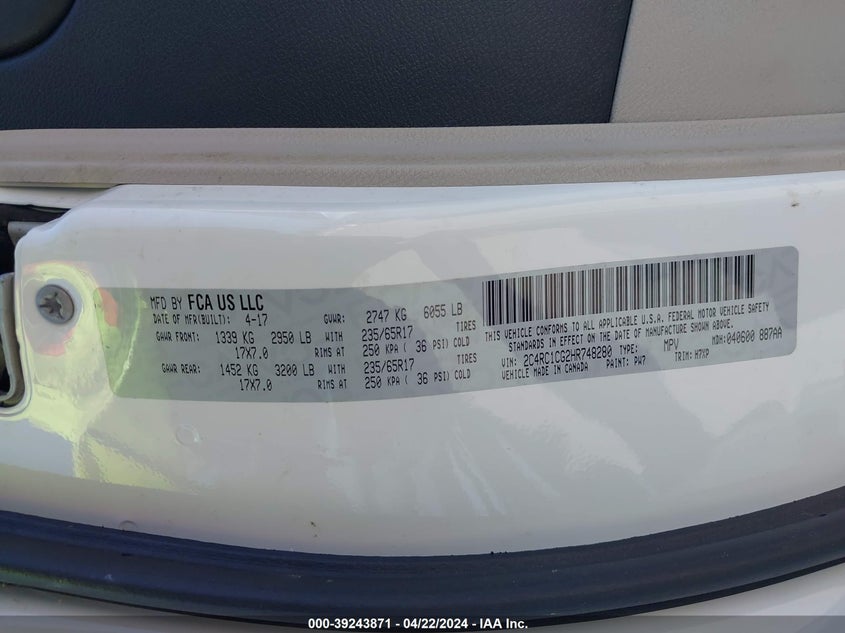 MFD BY FCA US LLC
DATE OF MFR(BUILT): 4-17 GVWR: 2747 KG 6055 LB
GAWR FRONT: 1339 KG 2950 LB WITH 235/65R17 TIRES
17X7.0 RIMS AT 250 KPA ( 36 PSI) COLD
GAWR REAR: 1452 KG 3200 LB WITH 235/65R17 TIRES
17X7.0 RIMS AT 250 KPA ( 36 PSI) COLD
THIS VEHICLE CONFORMS TO ALL APPLICABLE U.S.A. FEDERAL MOTOR VEHICLE SAFETY
STANDARDS IN EFFECT ON THE DATE OF MANUFACTURE SHOWN ABOVE.
MDH:040600 887AA
VIN: 2C4RC1CG2HR748280 TYPE: MPV
VEHICLE MADE IN CANADA PAINT: PW7 TRIM: H7XP
000-39243871 - 04/22/2024 - IAA Inc.